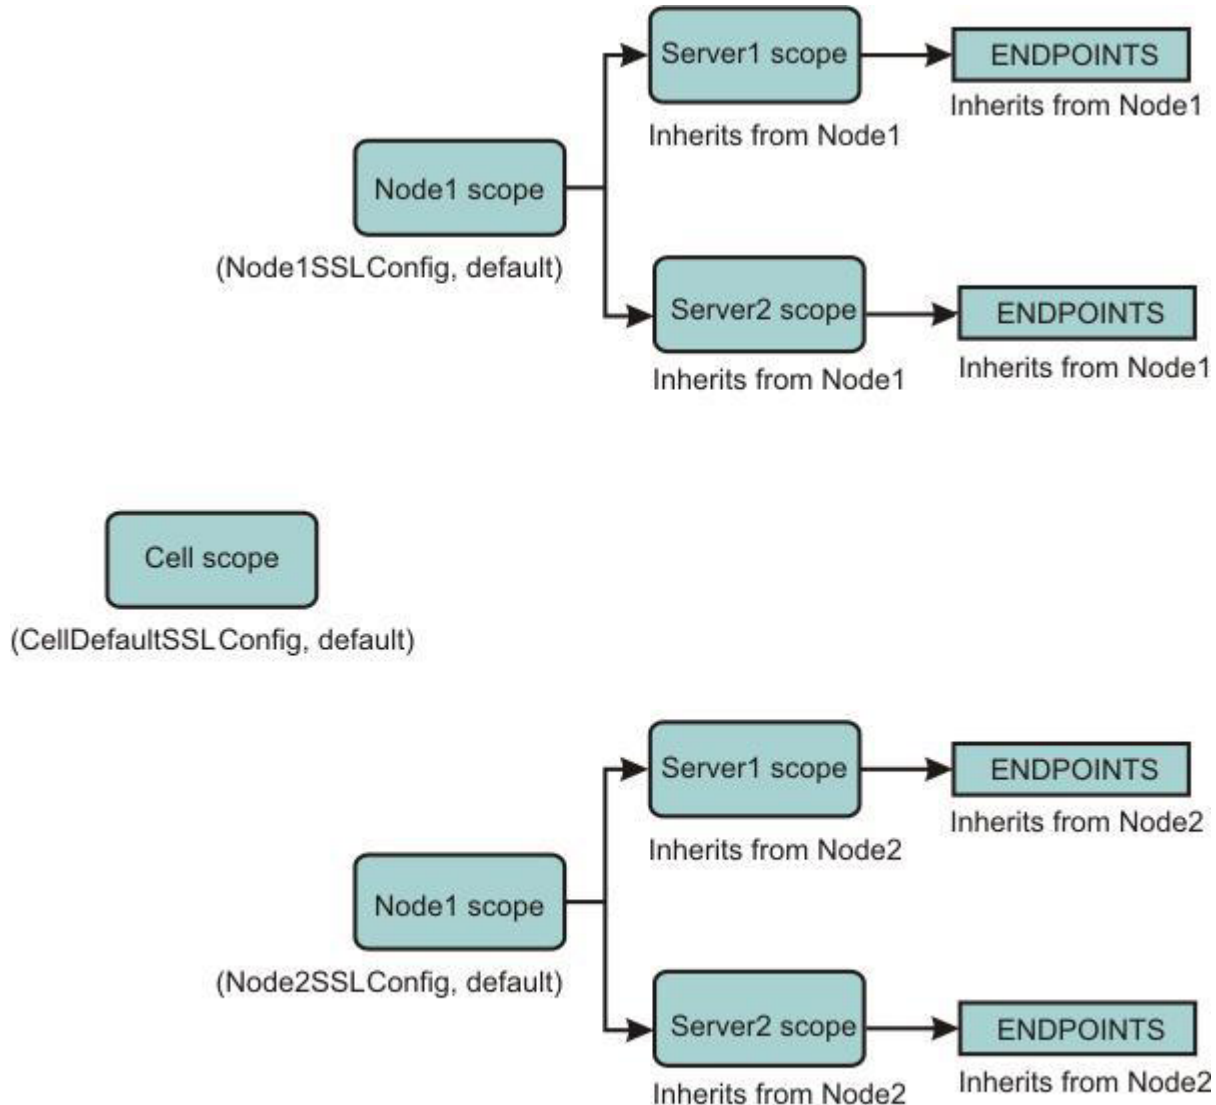 Server1 scope
ENDPOINTS
Inherits from Node1
Inherits from Node1
Node1 scope
(Node1SSLConfig, default)
Server2 scope
ENDPOINTS
Inherits from Node1
Inherits from Node1
Cell scope
(CellDefaultSSLConfig, default)
Server1 scope
ENDPOINTS
Inherits from Node2
Inherits from Node2
Node1 scope
(Node2SSLConfig, default)
Server2 scope
ENDPOINTS
Inherits from Node2
Inherits from Node2